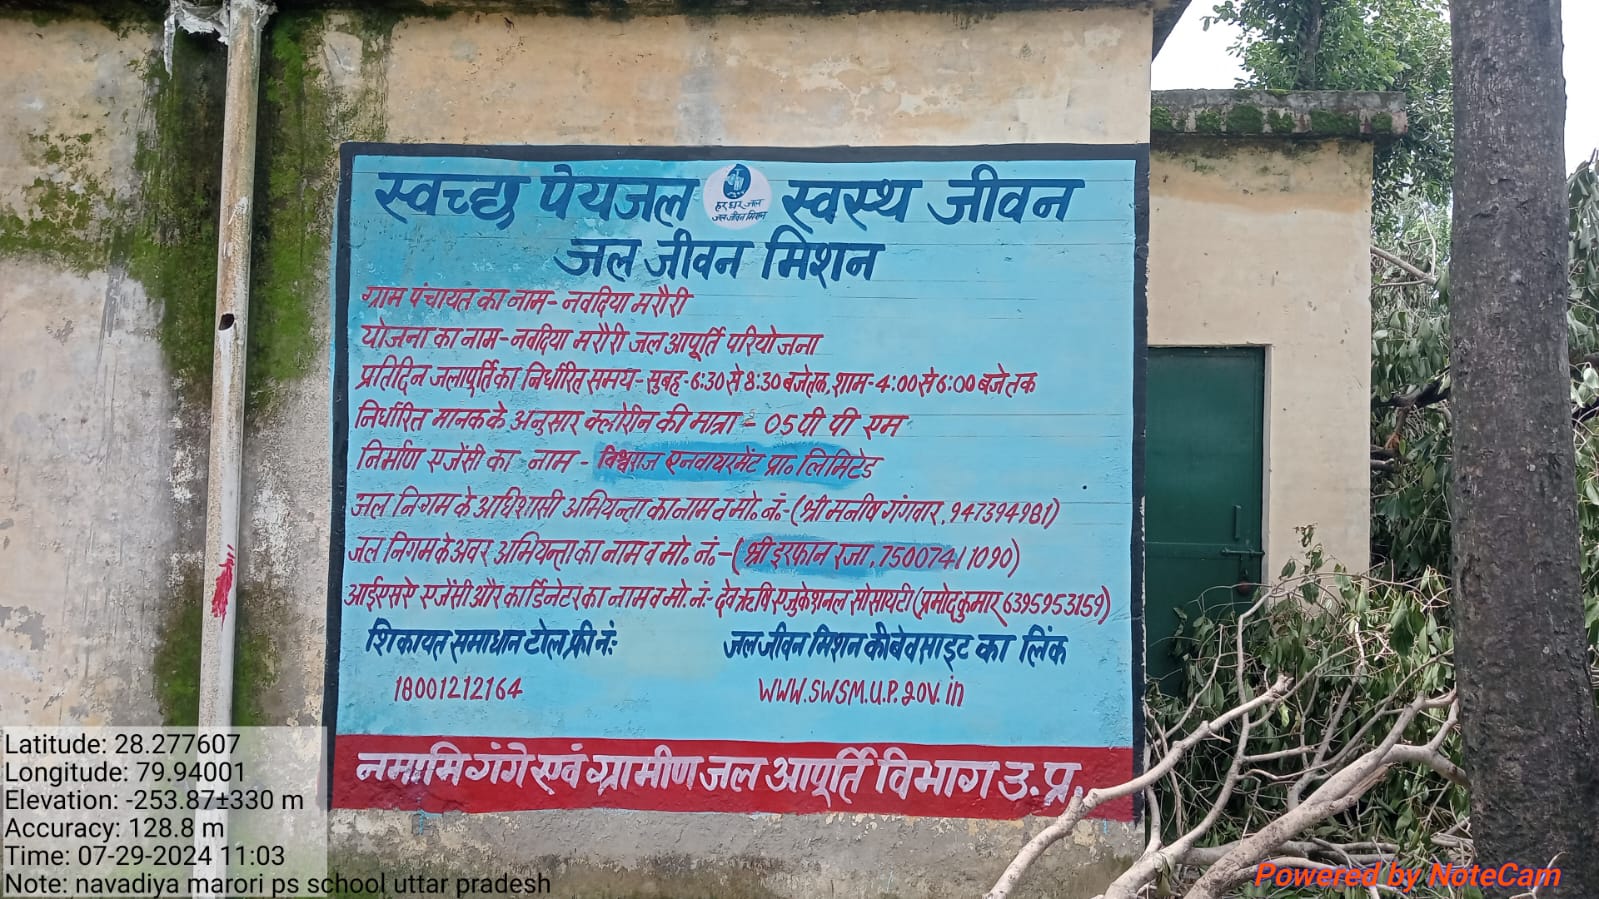 स्वच्छ पेयजल स्वस्थ जीवन
हर घर जल
जल जीवन मिशन
जल जीवन मिशन
ग्राम पंचायत का नाम- नवदिया मरौरी
योजना का नाम-नवदिया मरौरी जल आपूर्ति परियोजना
प्रतिदिन जलापूर्ति का निर्धारित समय- सुबह-6:30 से 8:30 बजे तक, शाम-4:00 से 6:00 बजे तक
निर्धारित मानक के अनुसार क्लोरीन की मात्रा - 05 पी पी एम
निर्माण एजेंसी का नाम - विश्वराज एनवायरमेंट प्रा० लिमिटेड
जल निगम के अधिशासी अभियन्ता का नाम व मो० नं०-(श्री मनीष गंगवार, 947394981)
जल निगम के अवर अभियन्ता का नाम व मो० नं०-(श्री इरफान रजा, 7500741090)
आईएसए एजेंसी और कार्डिनेटर का नाम व मो. नं- देव ऋषि एजुकेशनल सोसायटी (प्रमोद कुमार, 6395953159)
शिकायत समाधान टोल फ्री नं:
जल जीवन मिशन की बेवसाइट का लिंक
18001212164
www.SWSM.U.P.gov.in
नमामि गंगे एवं ग्रामीण जल आपूर्ति विभाग उ.प्र.
Latitude: 28.277607
Longitude: 79.94001
Elevation: -253.87±330 m
Accuracy: 128.8 m
Time: 07-29-2024 11:03
Note: navadiya marori ps school uttar pradesh
Powered by NoteCam